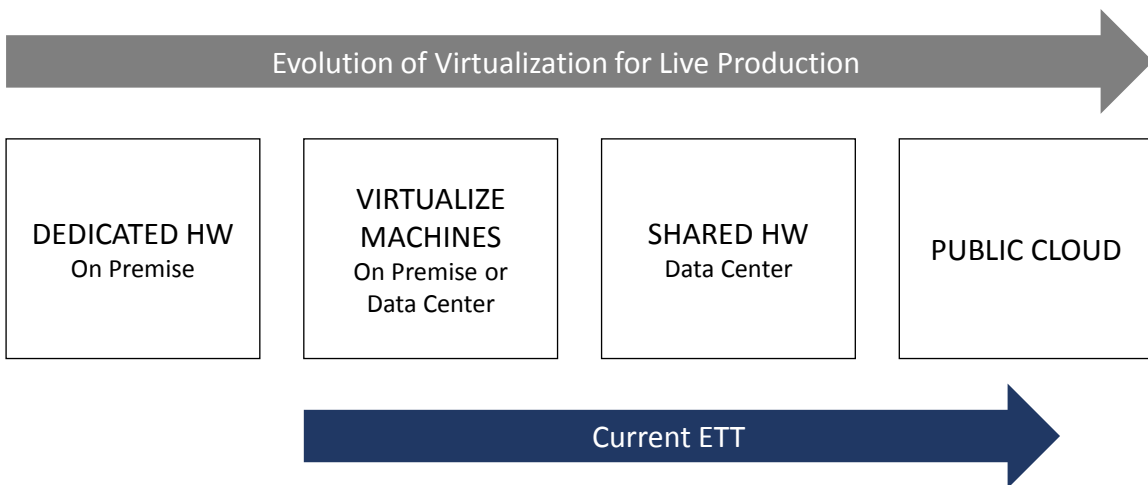 Evolution of Virtualization for Live Production
DEDICATED HW
On Premise
VIRTUALIZE
MACHINES
On Premise or
Data Center
SHARED HW
Data Center
PUBLIC CLOUD
Current ETT